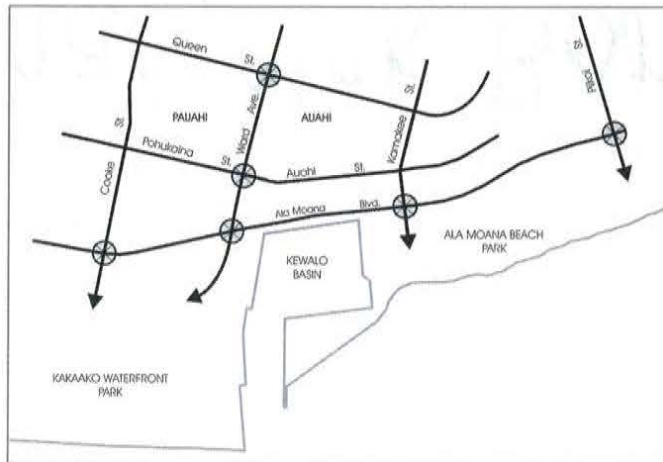 Queen St.
Ward Ave.
Piikoi St.
PAUAHI
AUAHI
Kamakee St.
Cooke St.
Pohukaina St.
Auahi St.
Ala Moana Blvd.
ALA MOANA BEACH
PARK
KEWALO
BASIN
KAKAAKO WATERFRONT
PARK